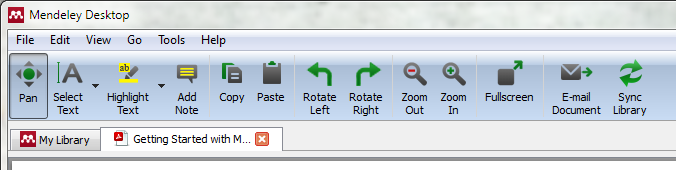 Mendeley Desktop
File Edit View Go Tools Help
Pan Select Text Highlight Text Add Note Copy Paste Rotate Left Rotate Right Zoom Out Zoom In Fullscreen E-mail Document Sync Library
My Library Getting Started with M...